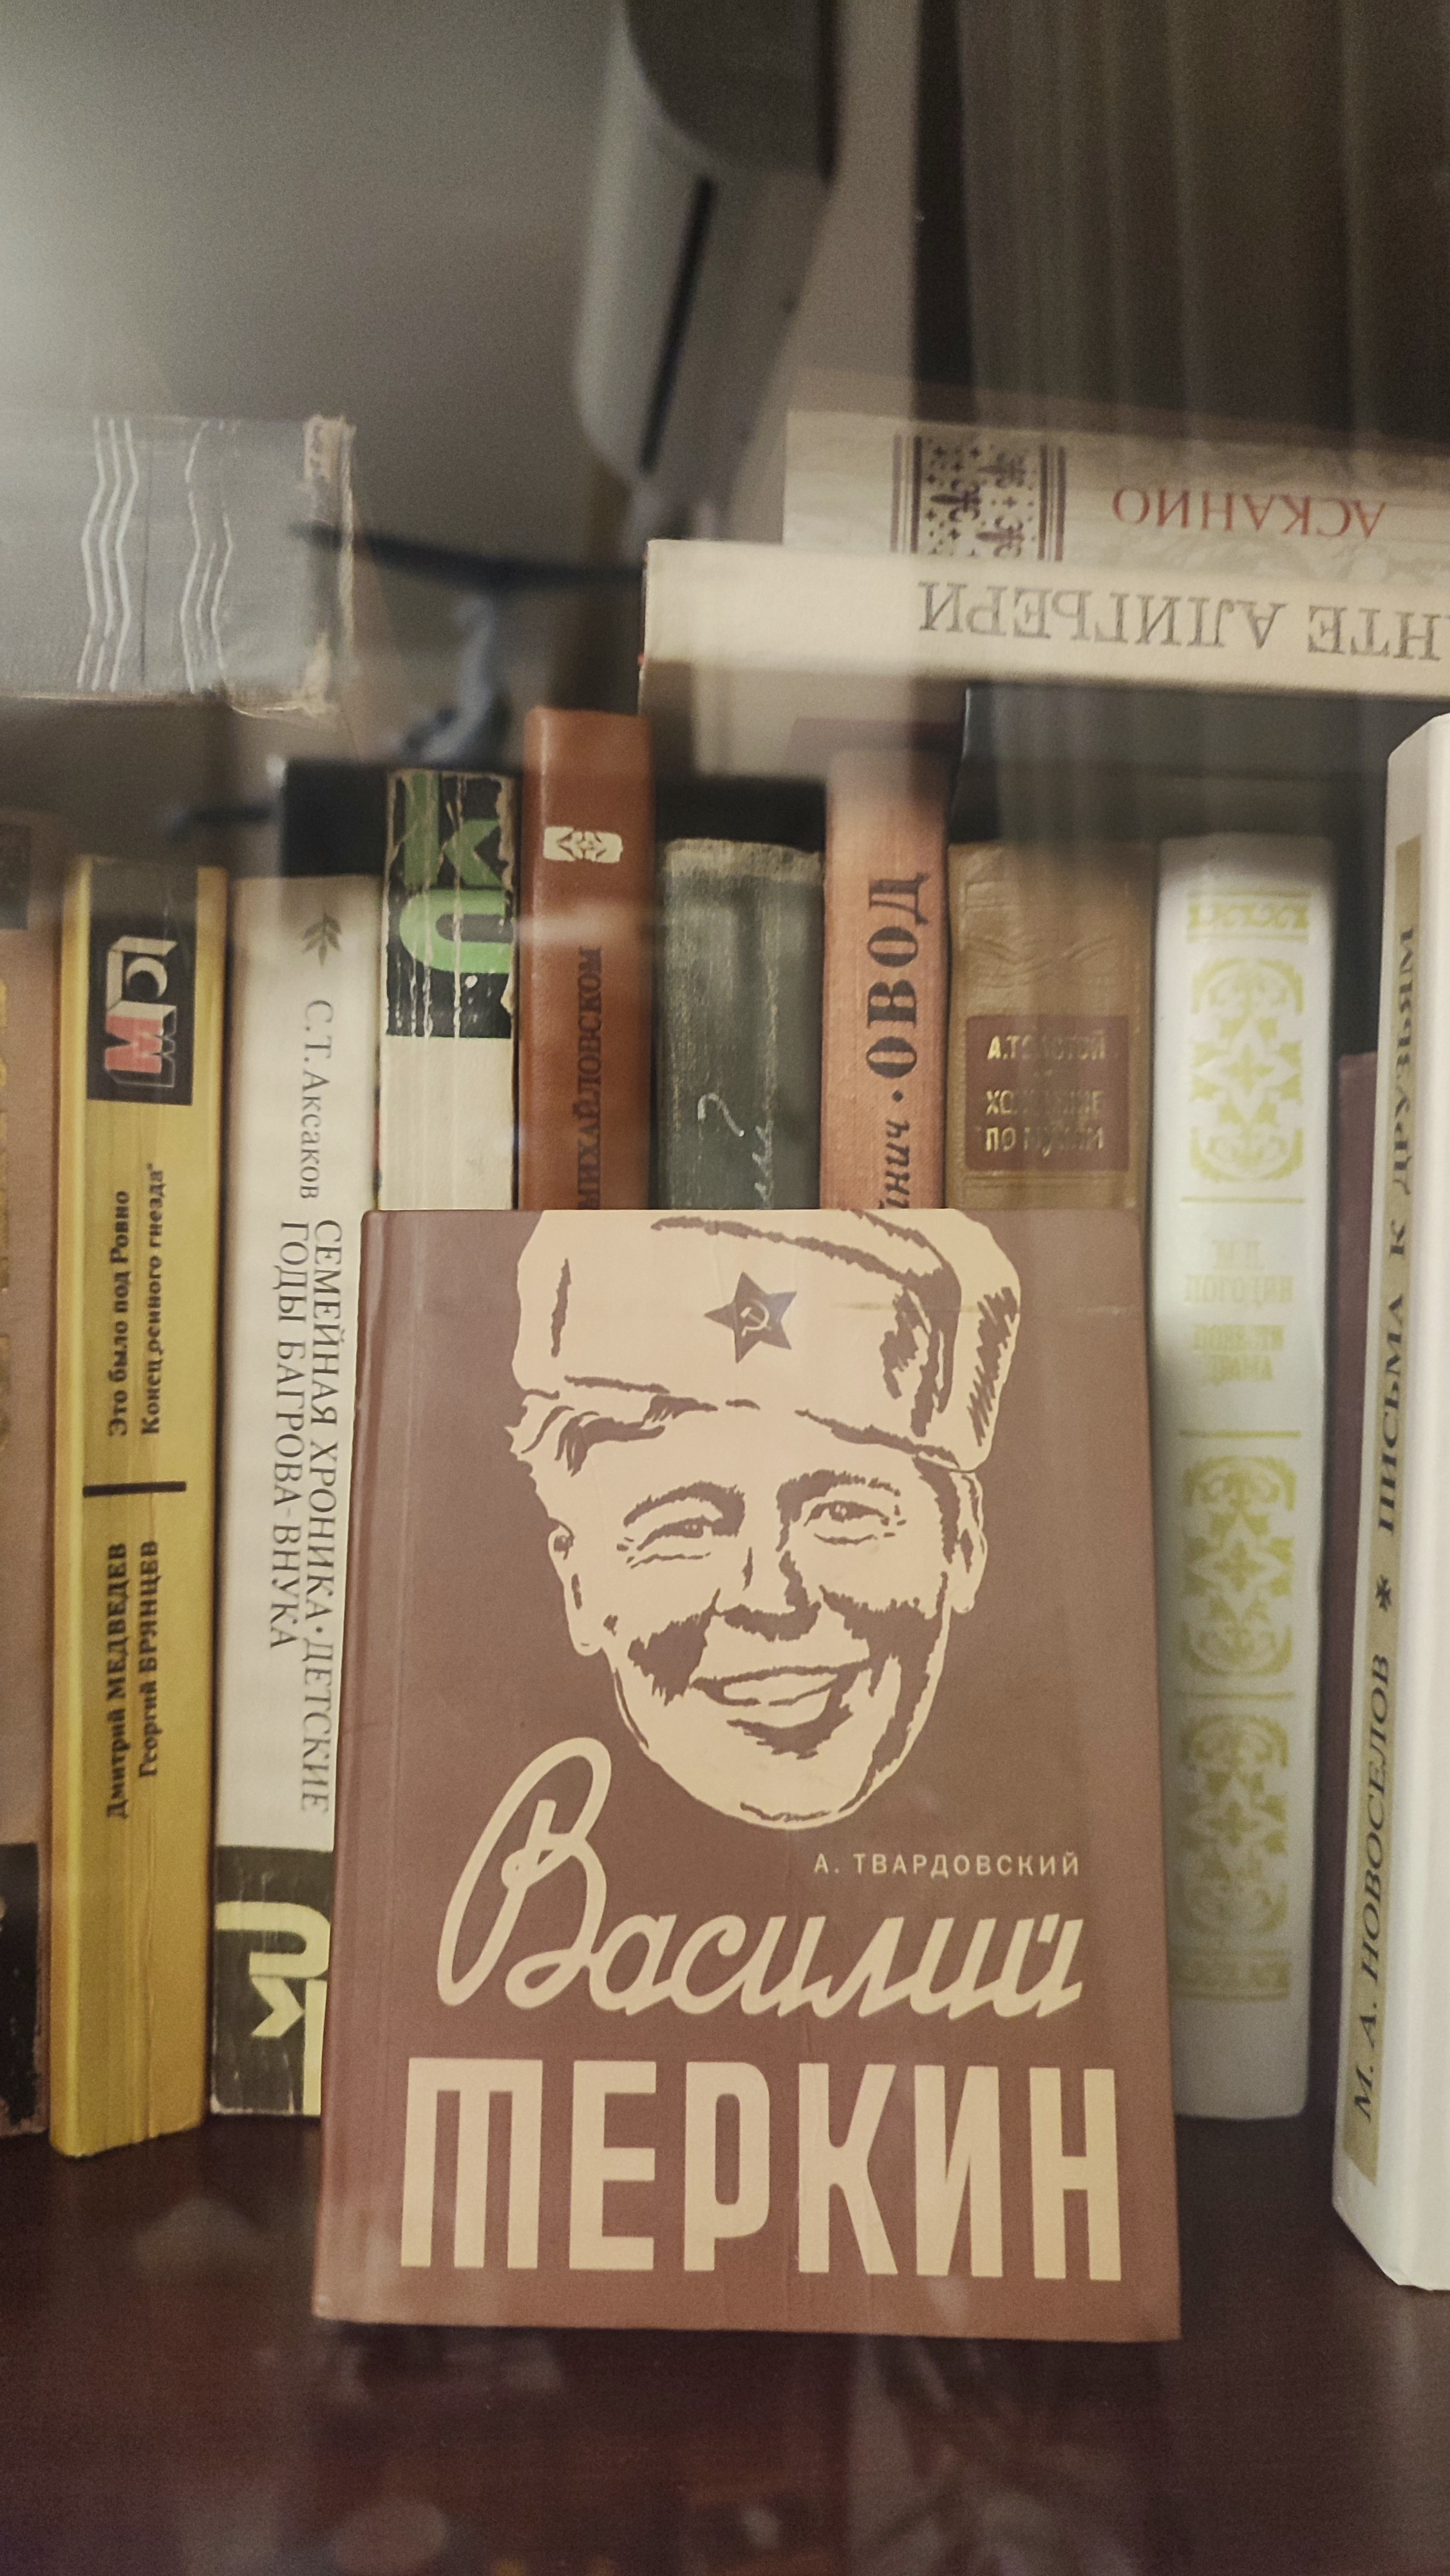 АСКАНИО
НТЕ АЛИГЬЕРИ
Это было под Ровно
Конец „осиного гнезда“
Дмитрий МЕДВЕДЕВ
Георгий БРЯНЦЕВ
С.Т. Аксаков
СЕМЕЙНАЯ ХРОНИКА · ДЕТСКИЕ
ГОДЫ БАГРОВА-ВНУКА
МИХАЙЛОВСКОМ
ОВОД
А.ТОЛСТОЙ
ХОЖДЕНИЕ
ПО МУКАМ
М. А. НОВОСЕЛОВ * ПИСЬМА К ДРУЗЬЯМ
А. ТВАРДОВСКИЙ
Василий
ТЕРКИН